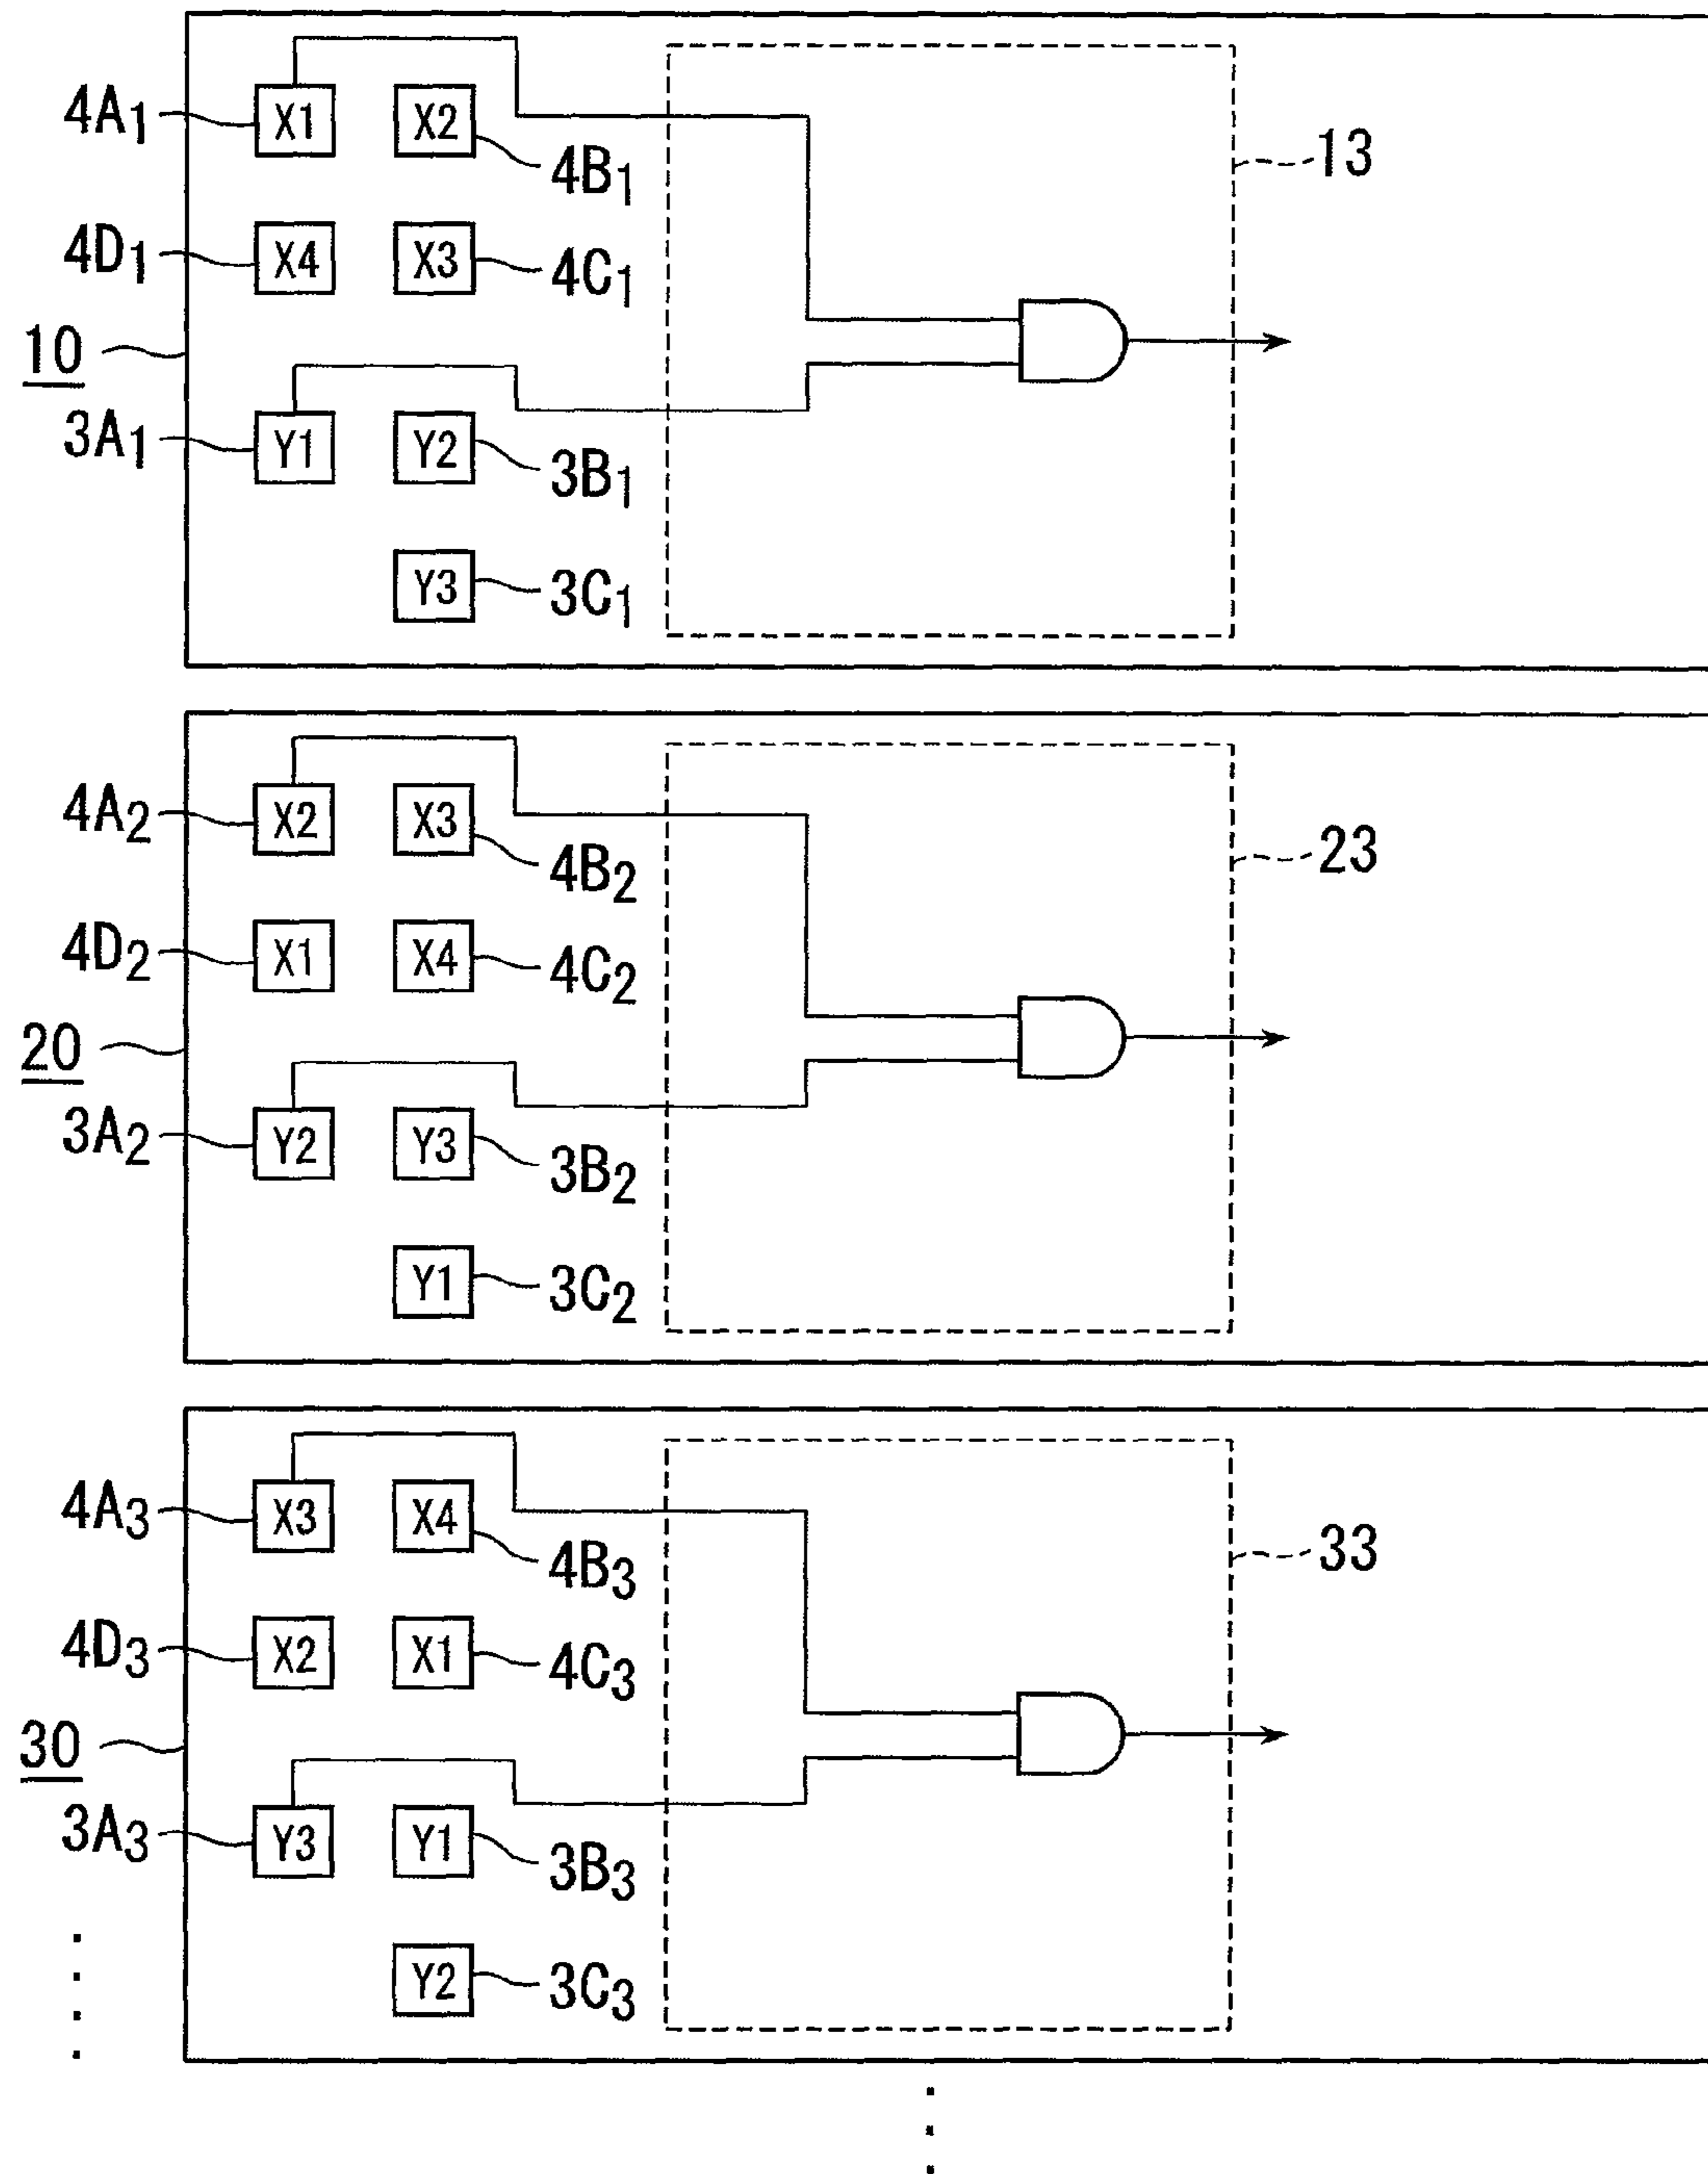 4A₁ X1 X2 13
4B₁
4D₁ X4 X3 4C₁
10
3A₁ Y1 Y2
3B₁
Y3 3C₁
4A₂ X2 X3 23
4B₂
4D₂ X1 X4 4C₂
20
3A₂ Y2 Y3
3B₂
Y1 3C₂
4A₃ X3 X4 33
4B₃
4D₃ X2 X1 4C₃
30
3A₃ Y3 Y1
3B₃
Y2 3C₃